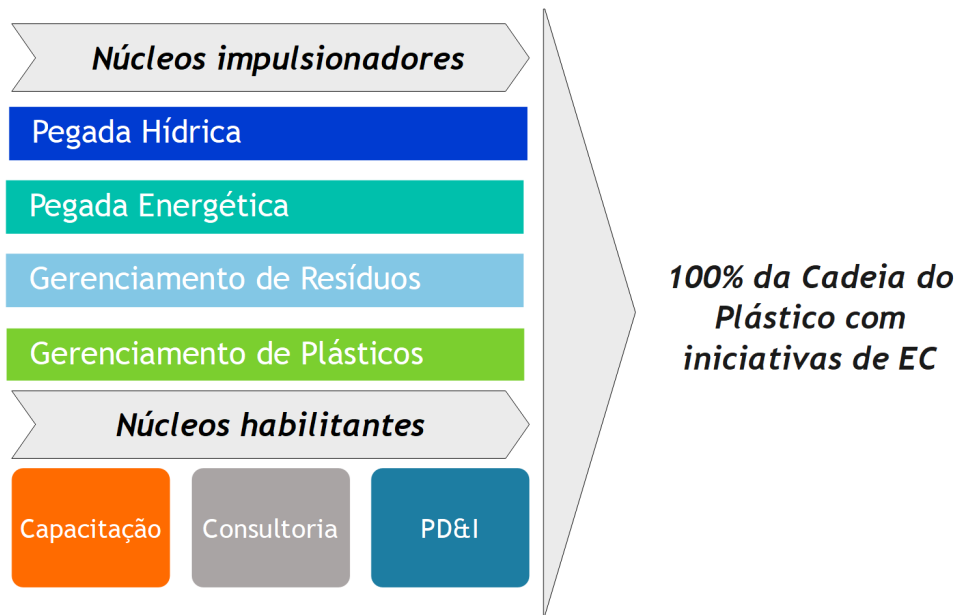 Núcleos impulsionadores
Pegada Hídrica
Pegada Energética
Gerenciamento de Resíduos
Gerenciamento de Plásticos
Núcleos habilitantes
Capacitação
Consultoria
PD&I
100% da Cadeia do
Plástico com
iniciativas de EC